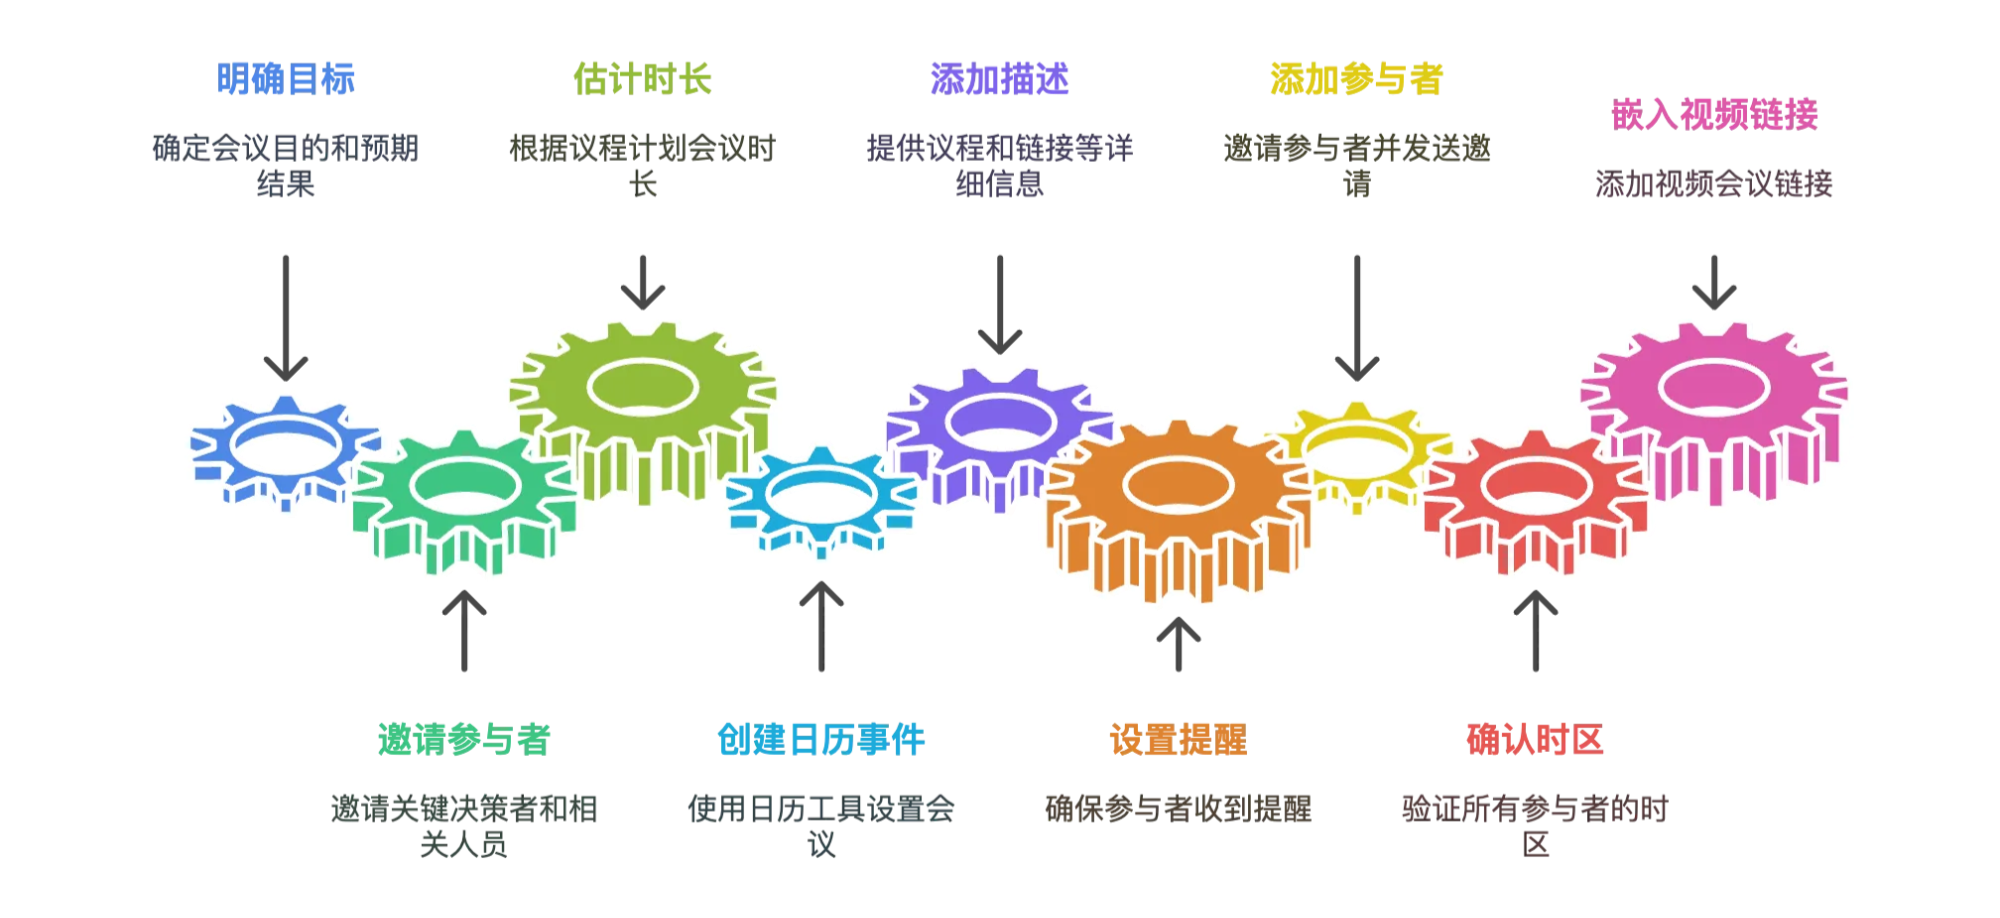 明确目标
确定会议目的和预期
结果
估计时长
根据议程计划会议时
长
添加描述
提供议程和链接等详
细信息
添加参与者
邀请参与者并发送邀
请
嵌入视频链接
添加视频会议链接
邀请参与者
邀请关键决策者和相
关人员
创建日历事件
使用日历工具设置会
议
设置提醒
确保参与者收到提醒
确认时区
验证所有参与者的时
区